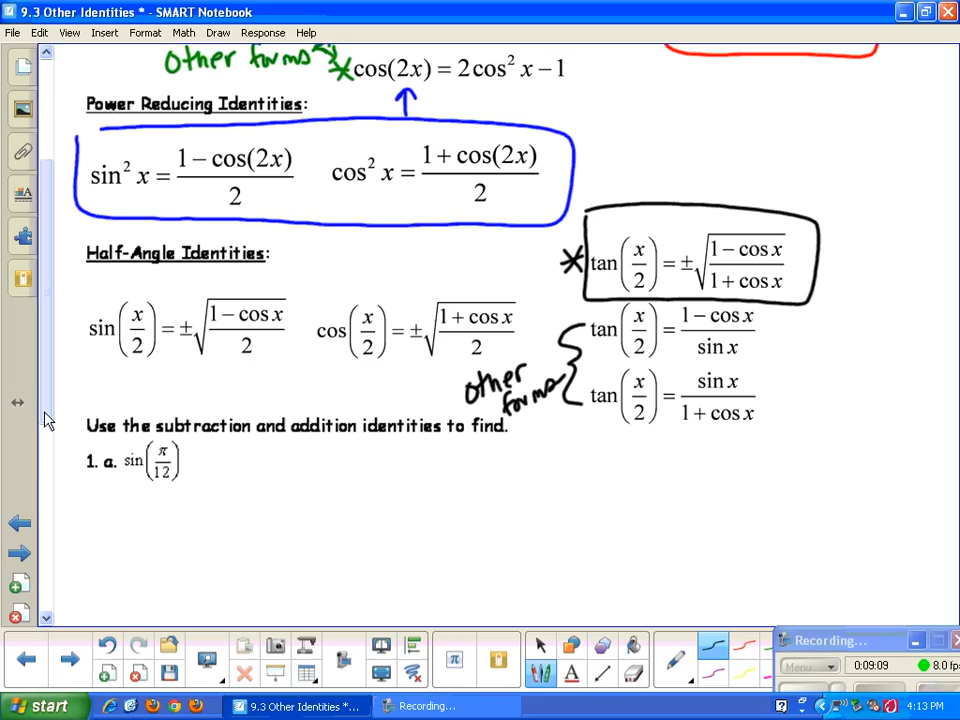 9.3 Other Identities * - SMART Notebook
File Edit View Insert Format Math Draw Response Help
other forms
* cos(2x) = 2cos² x − 1
Power Reducing Identities:
sin² x = (1 − cos(2x))/2 cos² x = (1 + cos(2x))/2
Half-Angle Identities:
* tan(x/2) = ±√((1 − cos x)/(1 + cos x))
sin(x/2) = ±√((1 − cos x)/2) cos(x/2) = ±√((1 + cos x)/2) tan(x/2) = (1 − cos x)/(sin x)
other forms
tan(x/2) = (sin x)/(1 + cos x)
Use the subtraction and addition identities to find.
1. a. sin(π/12)
Recording...
Menu 0:09:09 8.0 fp
start 9.3 Other Identities *... Recording... 4:13 PM